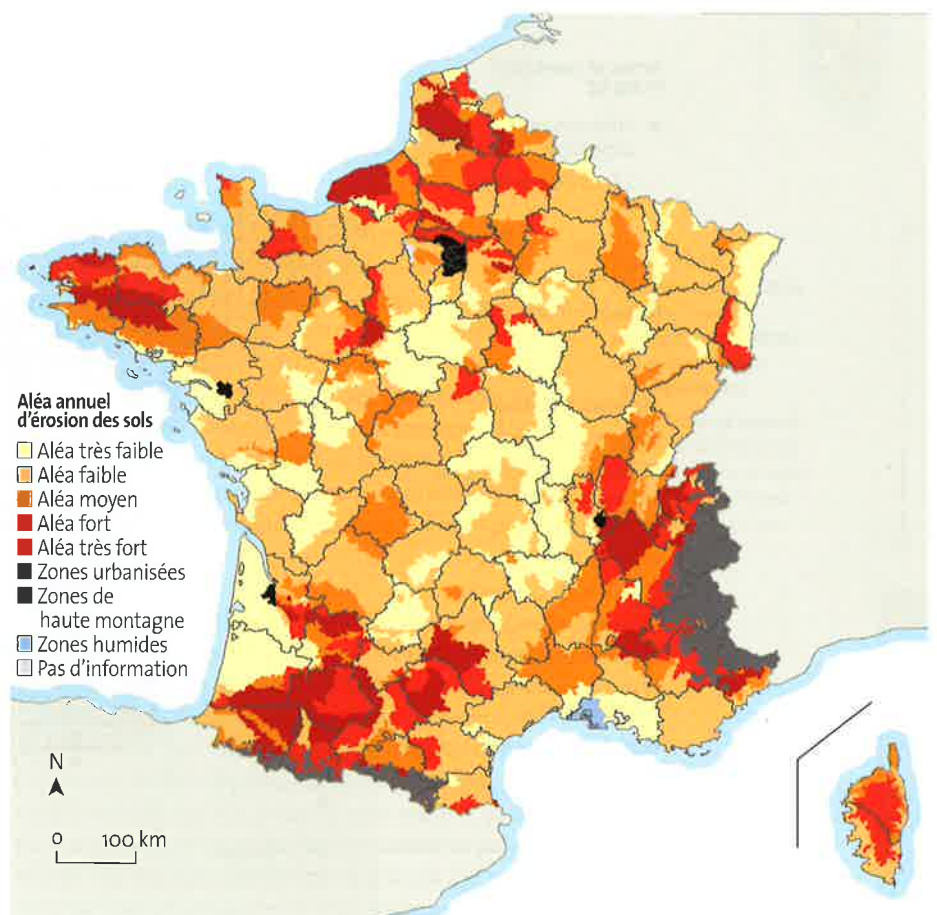 Aléa annuel
d'érosion des sols
Aléa très faible
Aléa faible
Aléa moyen
Aléa fort
Aléa très fort
Zones urbanisées
Zones de
haute montagne
Zones humides
Pas d'information
N
0 100 km